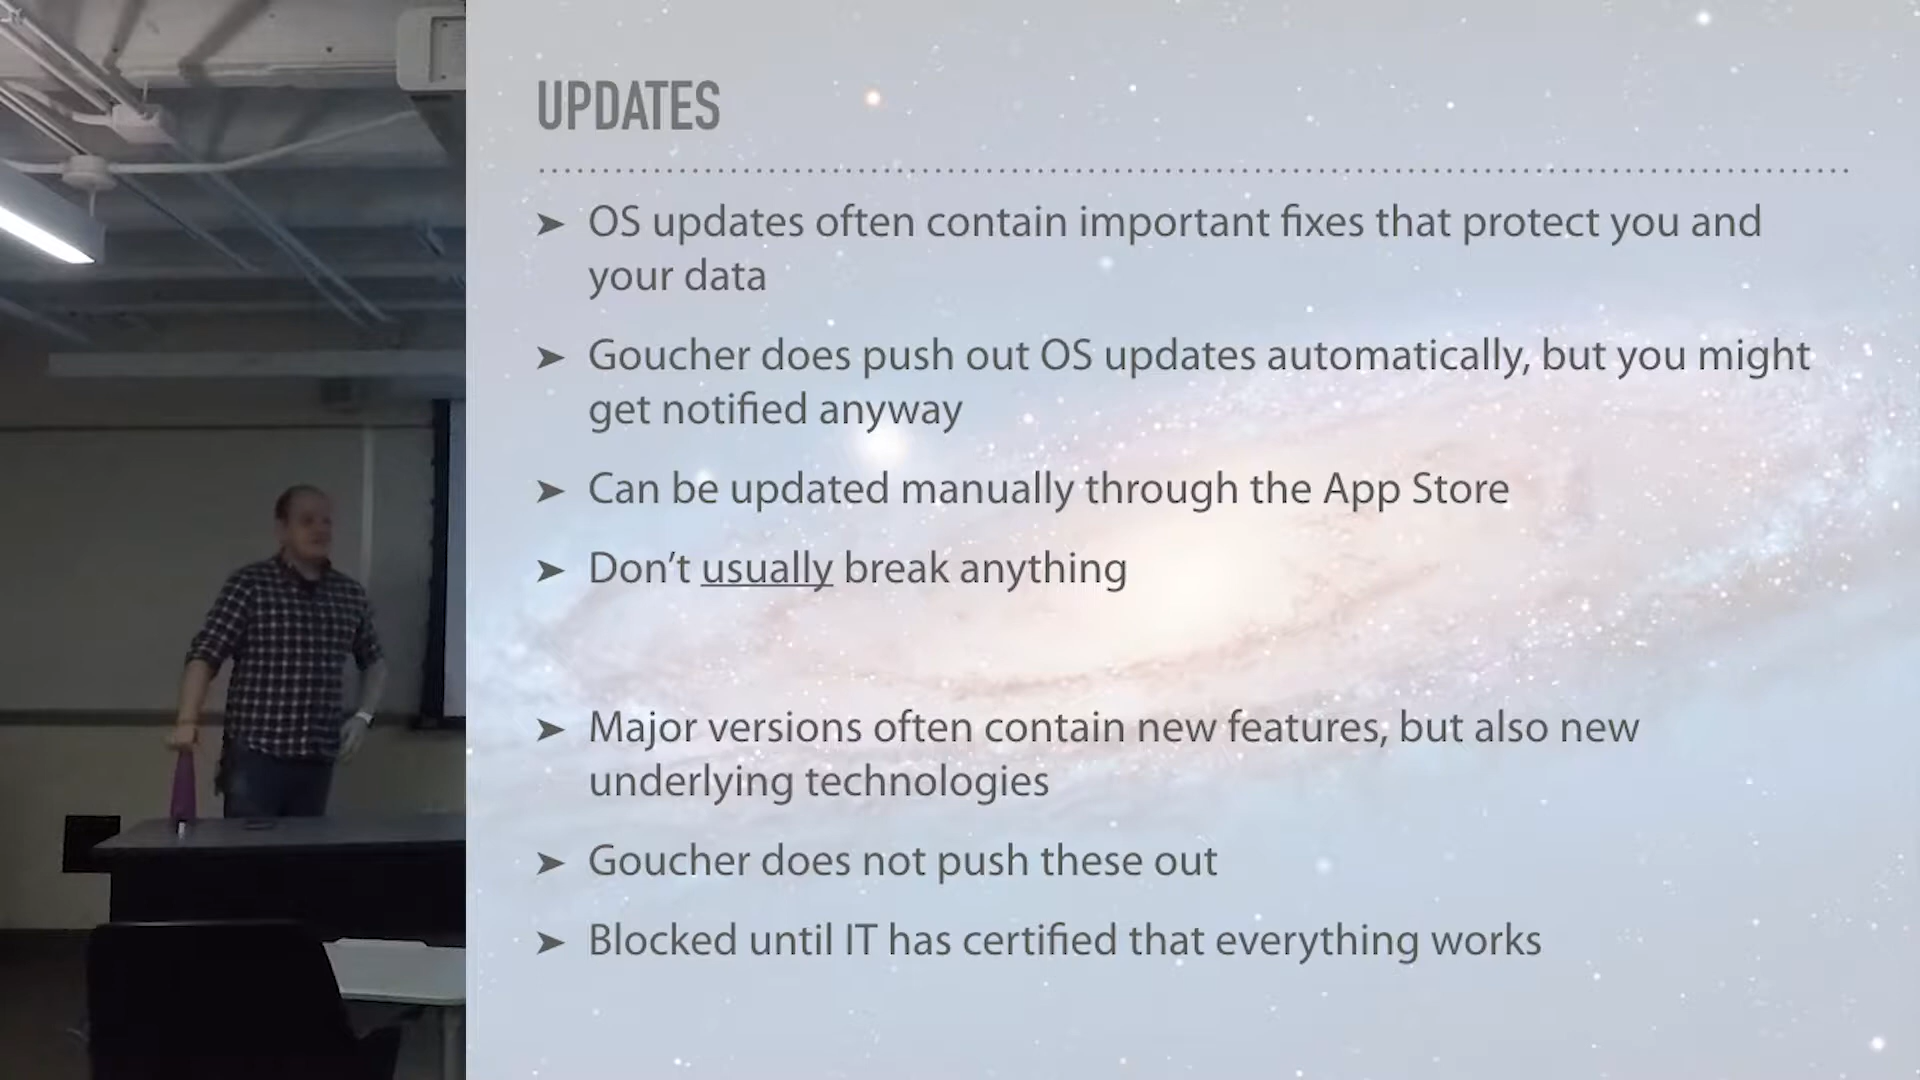 UPDATES
➤ OS updates often contain important fixes that protect you and
your data
➤ Goucher does push out OS updates automatically, but you might
get notified anyway
➤ Can be updated manually through the App Store
➤ Don’t usually break anything
➤ Major versions often contain new features, but also new
underlying technologies
➤ Goucher does not push these out
➤ Blocked until IT has certified that everything works